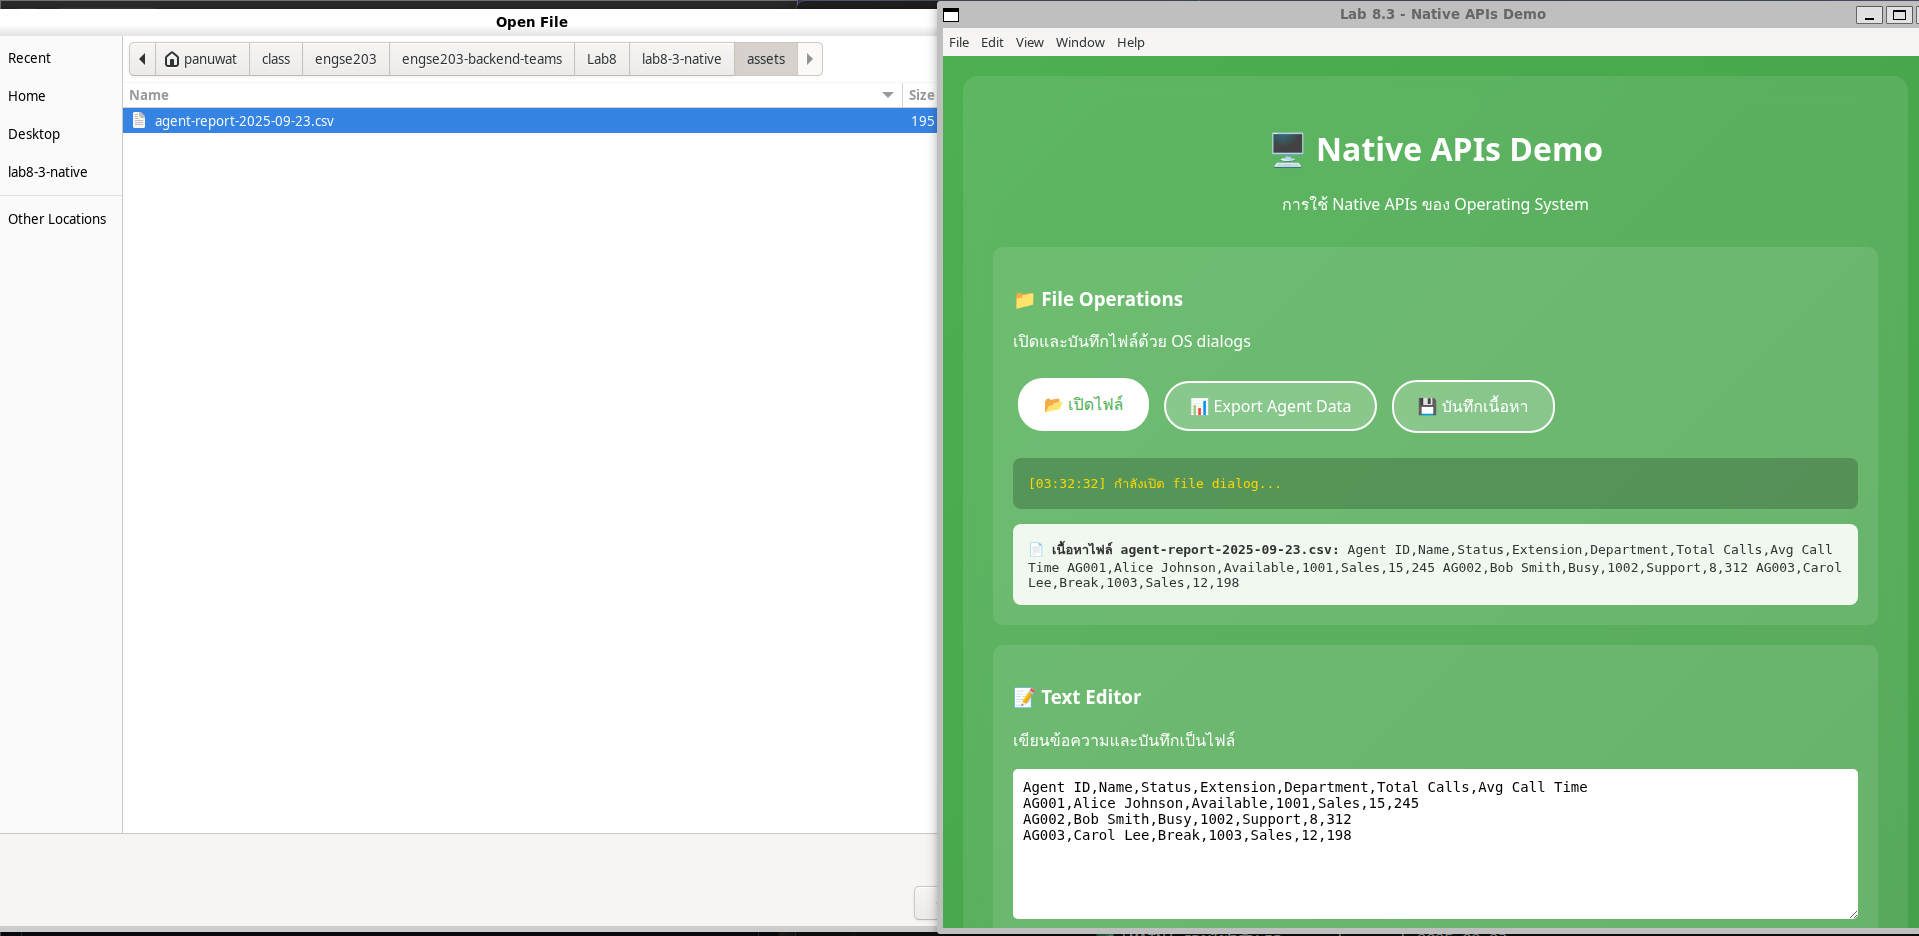 Open File
Recent
Home
Desktop
lab8-3-native
Other Locations
panuwat class engse203 engse203-backend-teams Lab8 lab8-3-native assets
Name Size
agent-report-2025-09-23.csv 195
Lab 8.3 - Native APIs Demo
File Edit View Window Help
🖥️ Native APIs Demo
การใช้ Native APIs ของ Operating System
📁 File Operations
เปิดและบันทึกไฟล์ด้วย OS dialogs
📂 เปิดไฟล์ 📊 Export Agent Data 💾 บันทึกเนื้อหา
[03:32:32] กำลังเปิด file dialog...
📄 เนื้อหาไฟล์ agent-report-2025-09-23.csv: Agent ID,Name,Status,Extension,Department,Total Calls,Avg Call
Time AG001,Alice Johnson,Available,1001,Sales,15,245 AG002,Bob Smith,Busy,1002,Support,8,312 AG003,Carol
Lee,Break,1003,Sales,12,198
📝 Text Editor
เขียนข้อความและบันทึกเป็นไฟล์
Agent ID,Name,Status,Extension,Department,Total Calls,Avg Call Time
AG001,Alice Johnson,Available,1001,Sales,15,245
AG002,Bob Smith,Busy,1002,Support,8,312
AG003,Carol Lee,Break,1003,Sales,12,198